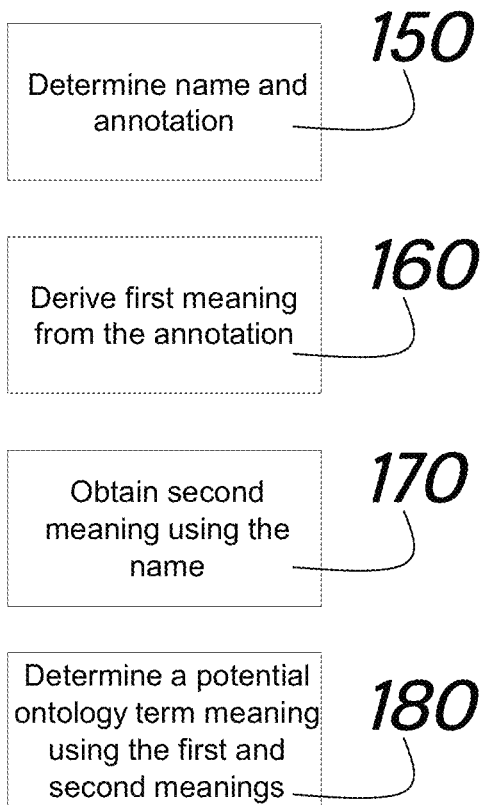 150
Determine name and
annotation
160
Derive first meaning
from the annotation
170
Obtain second
meaning using the
name
180
Determine a potential
ontology term meaning
using the first and
second meanings